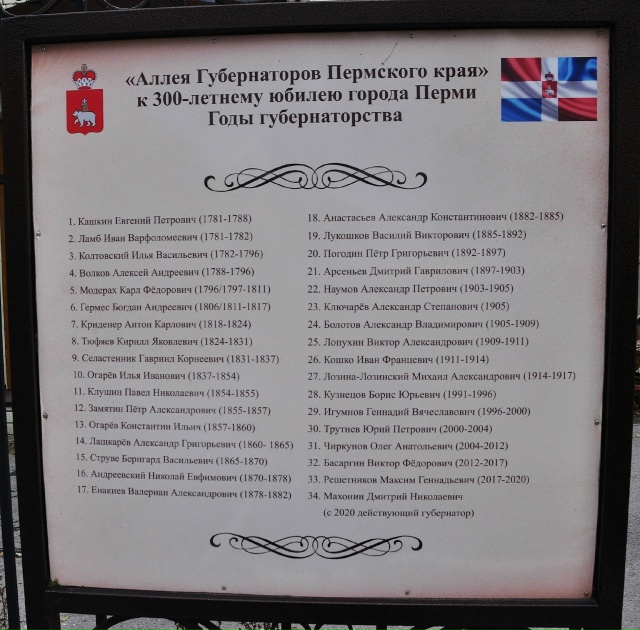 «Аллея Губернаторов Пермского края»
к 300-летнему юбилею города Перми
Годы губернаторства
1. Кашкин Евгений Петрович (1781-1788)
2. Ламб Иван Варфоломеевич (1781-1782)
3. Колтовский Илья Васильевич (1782-1796)
4. Волков Алексей Андреевич (1788-1796)
5. Модерах Карл Фёдорович (1796/1797-1811)
6. Гермес Богдан Андреевич (1806/1811-1817)
7. Криденер Антон Карлович (1818-1824)
8. Тюфяев Кирилл Яковлевич (1824-1831)
9. Селастенник Гавриил Корнеевич (1831-1837)
10. Огарёв Илья Иванович (1837-1854)
11. Клушин Павел Николаевич (1854-1855)
12. Замятин Пётр Александрович (1855-1857)
13. Огарёв Константин Ильич (1857-1860)
14. Лашкарёв Александр Григорьевич (1860- 1865)
15. Струве Бернгард Васильевич (1865-1870)
16. Андреевский Николай Евфимович (1870-1878)
17. Енакиев Валериан Александрович (1878-1882)
18. Анастасьев Александр Константинович (1882-1885)
19. Лукошков Василий Викторович (1885-1892)
20. Погодин Пётр Григорьевич (1892-1897)
21. Арсеньев Дмитрий Гаврилович (1897-1903)
22. Наумов Александр Петрович (1903-1905)
23. Ключарёв Александр Степанович (1905)
24. Болотов Александр Владимирович (1905-1909)
25. Лопухин Виктор Александрович (1909-1911)
26. Кошко Иван Францевич (1911-1914)
27. Лозина-Лозинский Михаил Александрович (1914-1917)
28. Кузнецов Борис Юрьевич (1991-1996)
29. Игумнов Геннадий Вячеславович (1996-2000)
30. Трутнев Юрий Петрович (2000-2004)
31. Чиркунов Олег Анатольевич (2004-2012)
32. Басаргин Виктор Фёдорович (2012-2017)
33. Решетников Максим Геннадьевич (2017-2020)
34. Махонин Дмитрий Николаевич
(с 2020 действующий губернатор)